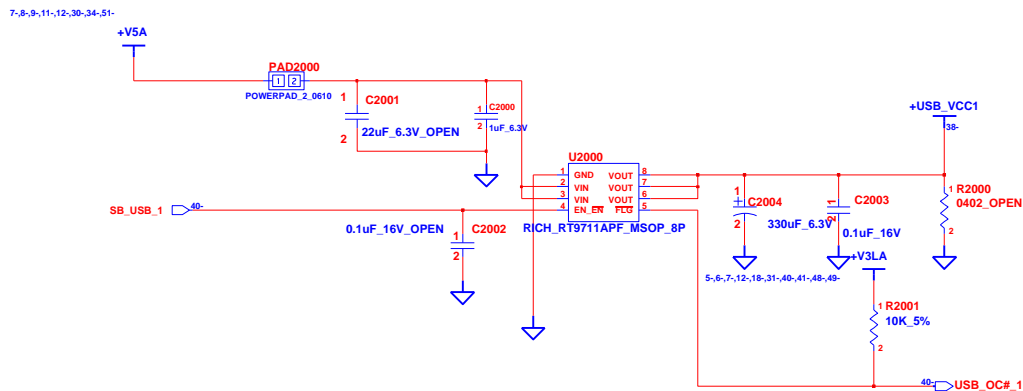 7-,8-,9-,11-,12-,30-,34-,51-
+V5A
PAD2000
1 2
POWERPAD_2_0610
1
C2001
2
22uF_6.3V_OPEN
1
C2000
2
1uF_6.3V
+USB_VCC1
38-
U2000
1 GND VOUT 8
2 VIN VOUT 7
3 VIN VOUT 6
4 EN_EN FLG 5
RICH_RT9711APF_MSOP_8P
SB_USB_1
40-
0.1uF_16V_OPEN
1
C2002
2
1
+
C2004
2
330uF_6.3V
1
C2003
2
0.1uF_16V
1
R2000
0402_OPEN
2
+V3LA
5-,6-,7-,12-,18-,31-,40-,41-,48-,49-
1
R2001
10K_5%
2
40-
USB_OC#_1